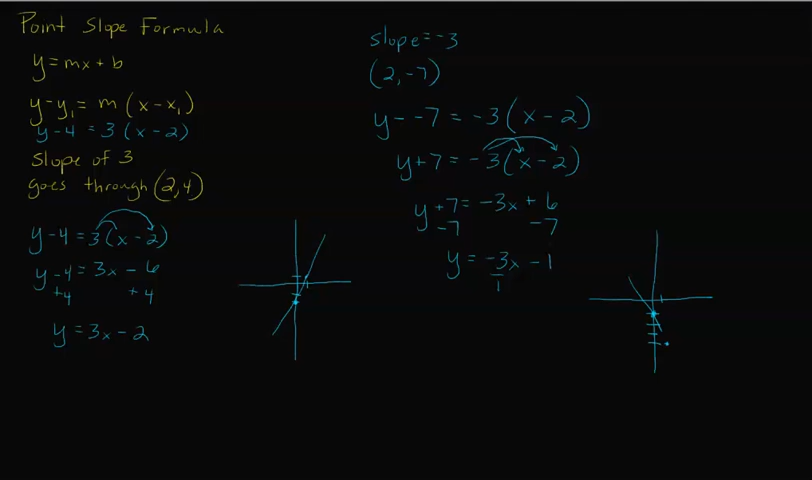 Point Slope Formula
y = mx + b
y - y₁ = m (x - x₁)
y - 4 = 3 (x - 2)
slope of 3
goes through (2,4)
y - 4 = 3(x - 2)
y - 4 = 3x - 6
+4 +4
y = 3x - 2
slope = -3
(2, -7)
y - -7 = -3(x - 2)
y + 7 = -3(x - 2)
y + 7 = -3x + 6
-7 -7
y = -3x - 1
1